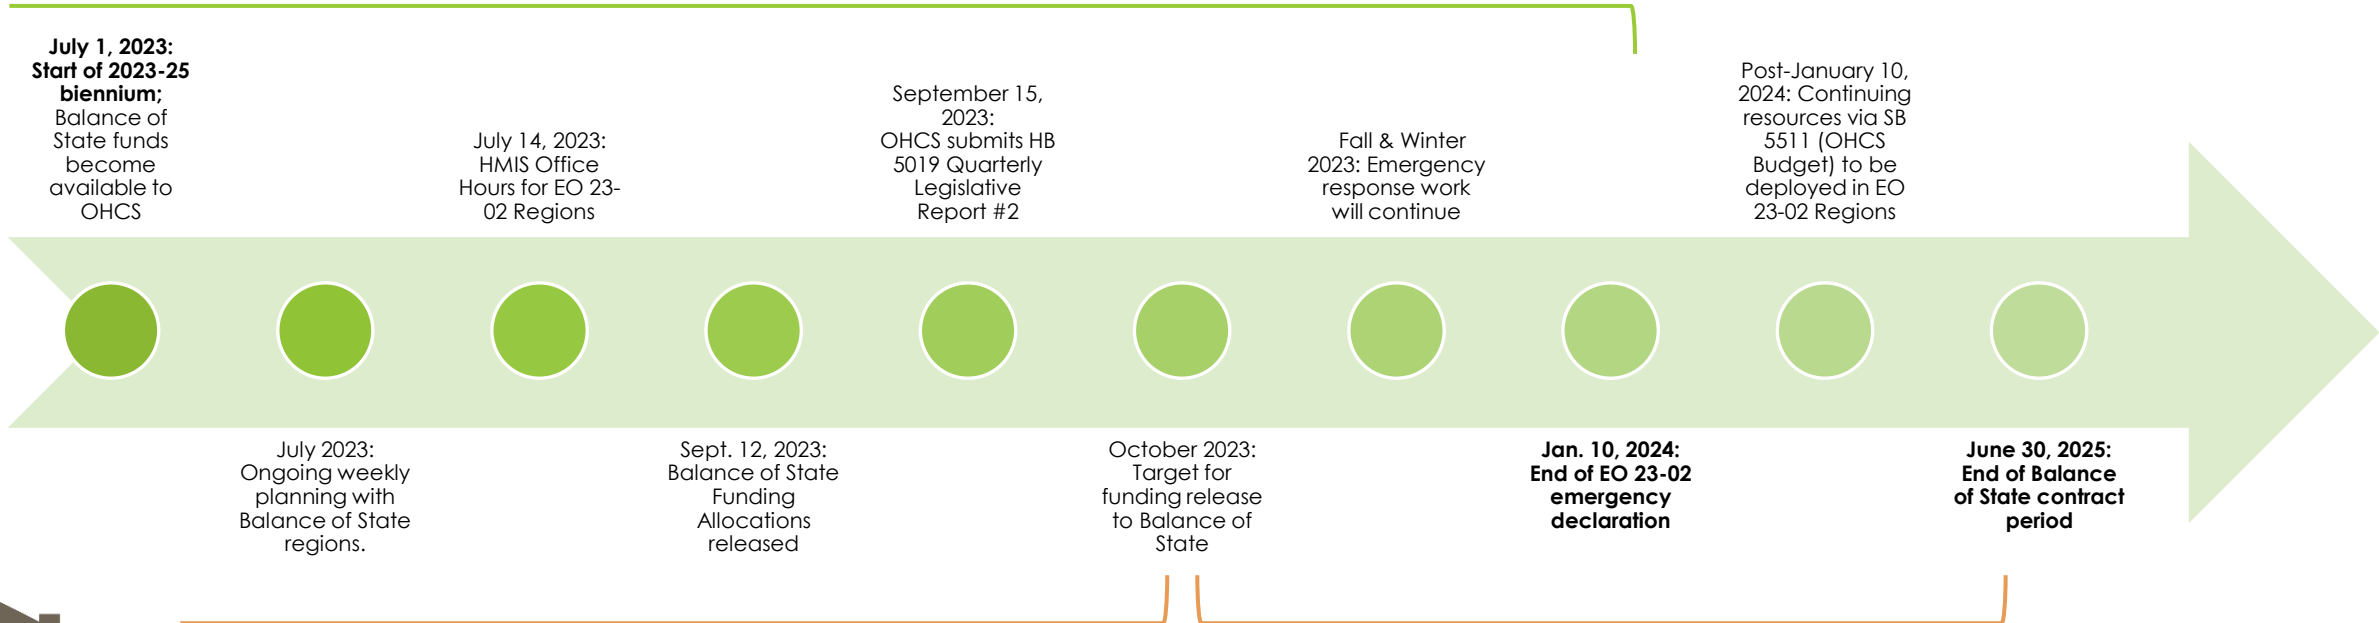 July 1, 2023:
Start of 2023-25
biennium;
Balance of
State funds
become
available to
OHCS
July 2023:
Ongoing weekly
planning with
Balance of State
regions.
July 14, 2023:
HMIS Office
Hours for EO 23-
02 Regions
Sept. 12, 2023:
Balance of State
Funding
Allocations
released
September 15,
2023:
OHCS submits HB
5019 Quarterly
Legislative
Report #2
October 2023:
Target for
funding release
to Balance of
State
Fall & Winter
2023: Emergency
response work
will continue
Jan. 10, 2024:
End of EO 23-02
emergency
declaration
Post-January 10,
2024: Continuing
resources via SB
5511 (OHCS
Budget) to be
deployed in EO
23-02 Regions
June 30, 2025:
End of Balance
of State contract
period